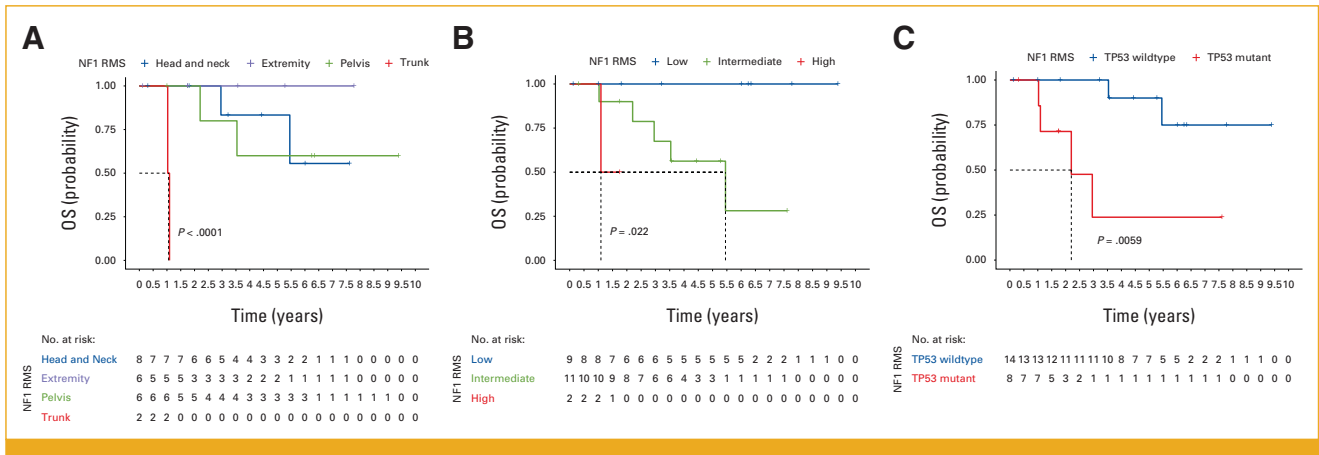 A
NF1 RMS Head and neck Extremity Pelvis Trunk
OS (probability)
1.00
0.75
0.50
0.25
0.00
P < .0001
0 0.5 1 1.5 2 2.5 3 3.5 4 4.5 5 5.5 6 6.5 7 7.5 8 8.5 9 9.5 10
Time (years)
No. at risk:
NF1 RMS
Head and Neck 8 7 7 7 6 6 5 4 4 3 3 2 2 1 1 1 0 0 0 0 0
Extremity 6 5 5 5 3 3 3 3 2 2 2 1 1 1 1 1 0 0 0 0 0
Pelvis 6 6 6 5 5 4 4 4 3 3 3 3 3 1 1 1 1 1 1 0 0
Trunk 2 2 2 0 0 0 0 0 0 0 0 0 0 0 0 0 0 0 0 0 0
B
NF1 RMS Low Intermediate High
OS (probability)
1.00
0.75
0.50
0.25
0.00
P = .022
0 0.5 1 1.5 2 2.5 3 3.5 4 4.5 5 5.5 6 6.5 7 7.5 8 8.5 9 9.5 10
Time (years)
No. at risk:
NF1 RMS
Low 9 8 8 7 6 6 6 5 5 5 5 5 5 2 2 2 1 1 1 0 0
Intermediate 11 10 10 9 8 7 6 6 4 3 3 1 1 1 1 1 0 0 0 0 0
High 2 2 2 1 0 0 0 0 0 0 0 0 0 0 0 0 0 0 0 0 0
C
NF1 RMS TP53 wildtype TP53 mutant
OS (probability)
1.00
0.75
0.50
0.25
0.00
P = .0059
0 0.5 1 1.5 2 2.5 3 3.5 4 4.5 5 5.5 6 6.5 7 7.5 8 8.5 9 9.5 10
Time (years)
No. at risk:
NF1 RMS
TP53 wildtype 14 13 13 12 11 11 11 10 8 7 7 5 5 2 2 2 1 1 1 0 0
TP53 mutant 8 7 7 5 3 2 1 1 1 1 1 1 1 1 1 1 0 0 0 0 0